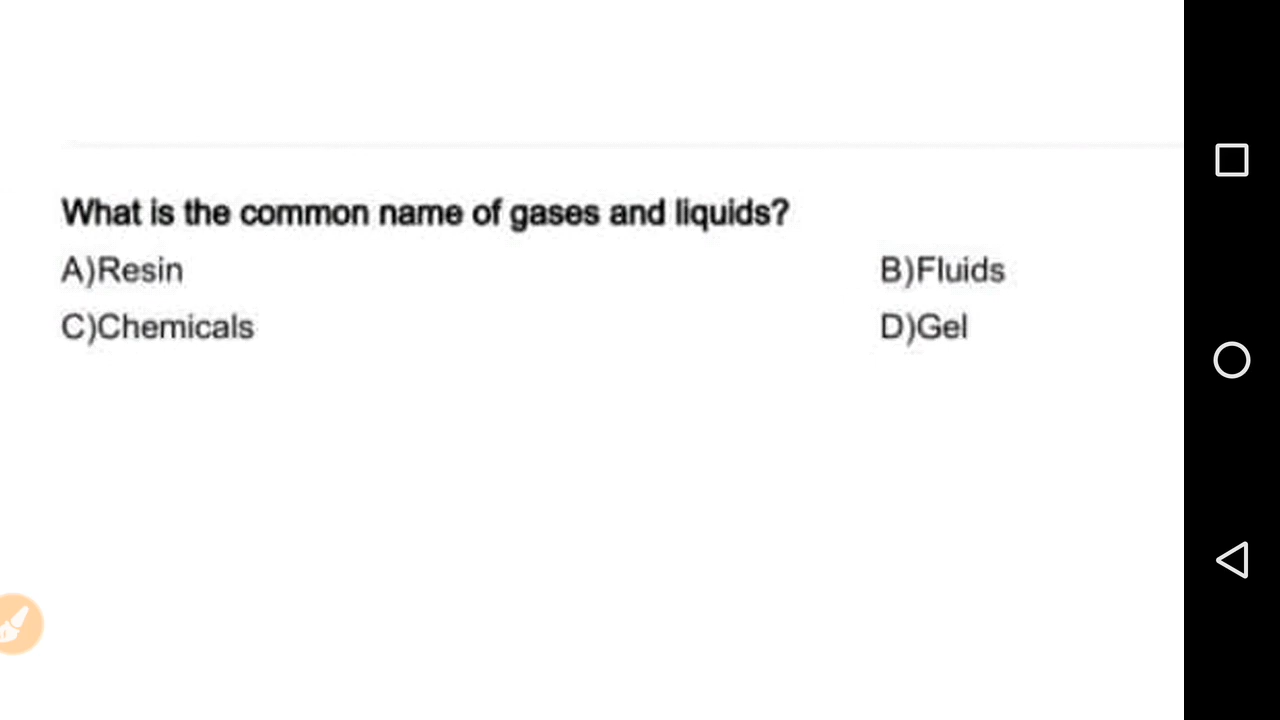 What is the common name of gases and liquids?
A)Resin B)Fluids
C)Chemicals D)Gel